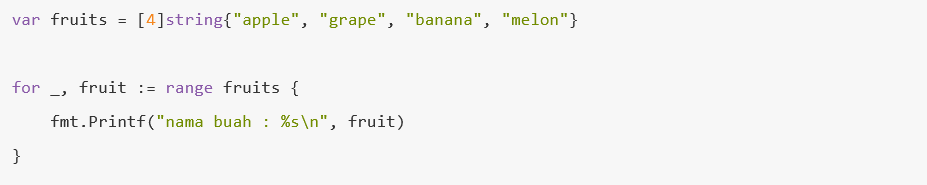 var fruits = [4]string{"apple", "grape", "banana", "melon"}
for _, fruit := range fruits {
    fmt.Printf("nama buah : %s\n", fruit)
}